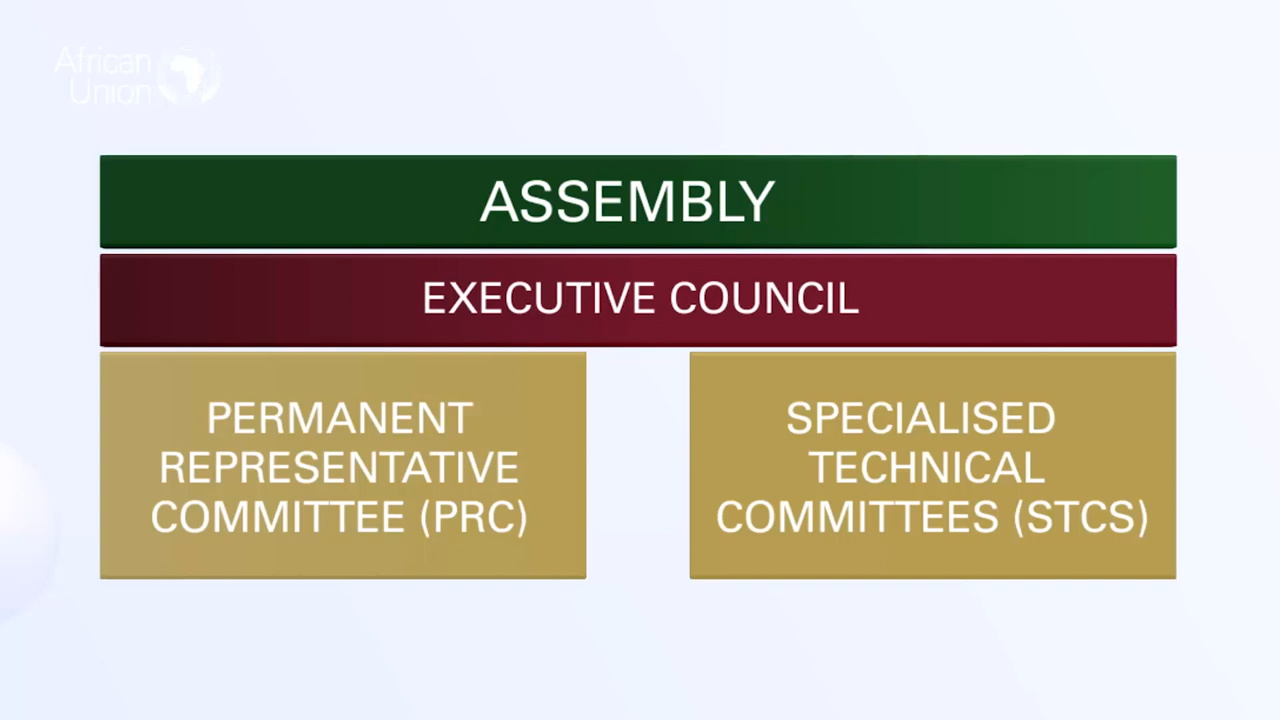 African
Union
ASSEMBLY
EXECUTIVE COUNCIL
PERMANENT
REPRESENTATIVE
COMMITTEE (PRC)
SPECIALISED
TECHNICAL
COMMITTEES (STCS)